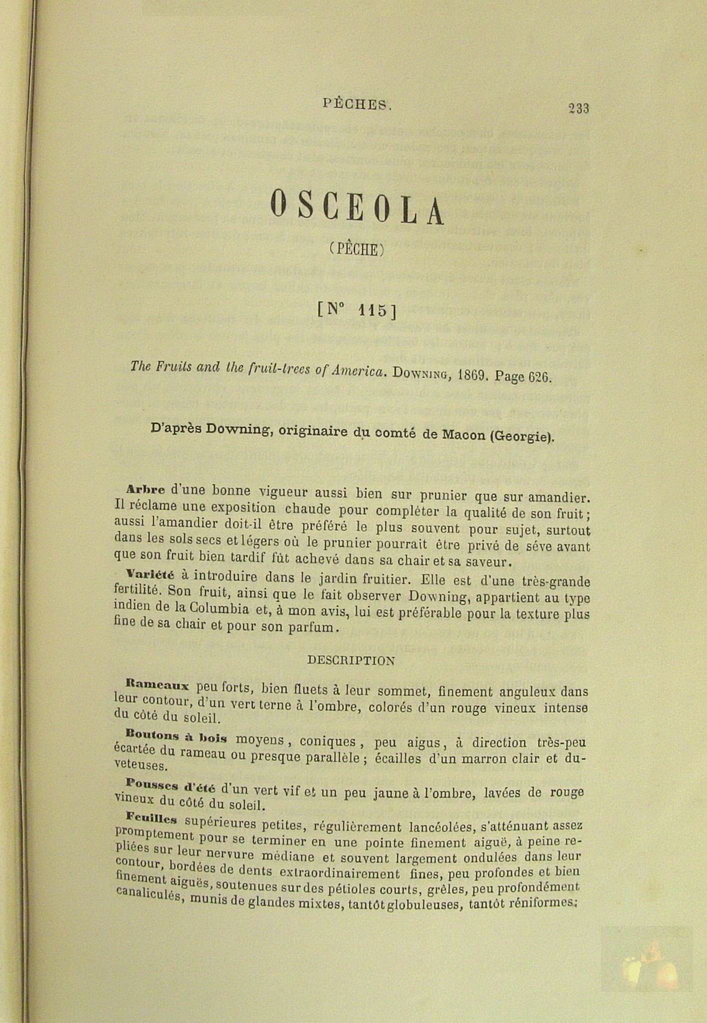 PÊCHES.
233
OSCEOLA
(PÊCHE)
[N° 115]
The Fruits and the fruit-trees of America. DOWNING, 1869. Page 626.
D'après Downing, originaire du comté de Macon (Georgie).
Arbre d'une bonne vigueur aussi bien sur prunier que sur amandier.
Il réclame une exposition chaude pour compléter la qualité de son fruit;
aussi l'amandier doit-il être préféré le plus souvent pour sujet, surtout
dans les sols secs et légers où le prunier pourrait être privé de séve avant
que son fruit bien tardif fût achevé dans sa chair et sa saveur.
Variété à introduire dans le jardin fruitier. Elle est d'une très-grande
fertilité. Son fruit, ainsi que le fait observer Downing, appartient au type
indien de la Columbia et, à mon avis, lui est préférable pour la texture plus
fine de sa chair et pour son parfum.
DESCRIPTION
Rameaux peu forts, bien fluets à leur sommet, finement anguleux dans
leur contour, d'un vert terne à l'ombre, colorés d'un rouge vineux intense
du côté du soleil.
Boutons à bois moyens, coniques, peu aigus, à direction très-peu
écartée du rameau ou presque parallèle; écailles d'un marron clair et du-
veteuses.
Pousses d'été d'un vert vif et un peu jaune à l'ombre, lavées de rouge
vineux du côté du soleil.
Feuilles supérieures petites, régulièrement lancéolées, s'atténuant assez
promptement pour se terminer en une pointe finement aiguë, à peine re-
pliées sur leur nervure médiane et souvent largement ondulées dans leur
contour, bordées de dents extraordinairement fines, peu profondes et bien
finement aiguës, soutenues sur des pétioles courts, grêles, peu profondément
canaliculés, munis de glandes mixtes, tantôt globuleuses, tantôt réniformes;